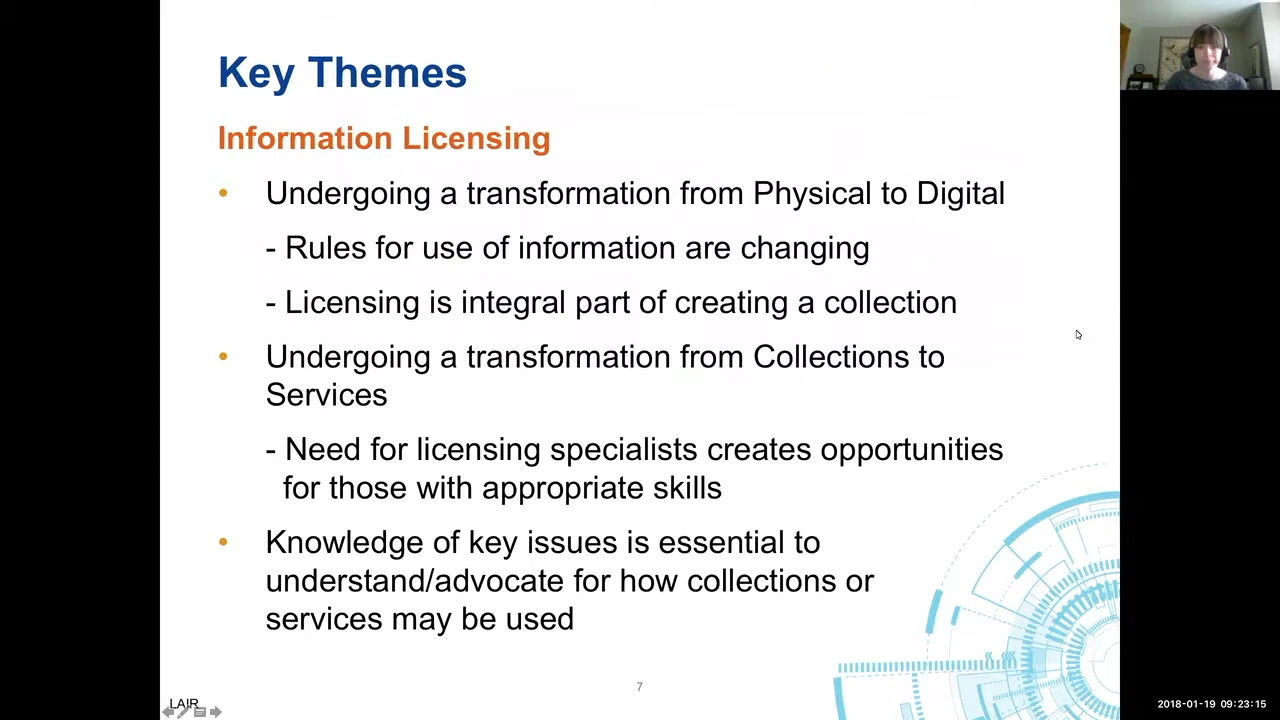 Key Themes
Information Licensing
• Undergoing a transformation from Physical to Digital
- Rules for use of information are changing
- Licensing is integral part of creating a collection
• Undergoing a transformation from Collections to
Services
- Need for licensing specialists creates opportunities
for those with appropriate skills
• Knowledge of key issues is essential to
understand/advocate for how collections or
services may be used
7
LAIR
2018-01-19 09:23:15